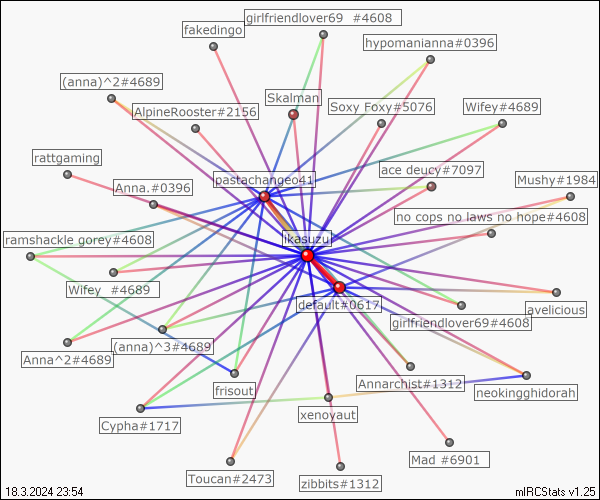 girlfriendlover69 #4608
fakedingo
hypomanianna#0396
(anna)^2#4689
Skalman
AlpineRooster#2156
Soxy Foxy#5076
Wifey#4689
rattgaming
ace deucy#7097
pastachangeo41
Mushy#1984
Anna.#0396
no cops no laws no hope#4608
ramshackle gorey#4608
ikasuzu
Wifey #4689
default#0617
avelicious
girlfriendlover69#4608
(anna)^3#4689
Anna^2#4689
Annarchist#1312
frisout
neokingghidorah
xenoyaut
Cypha#1717
Mad #6901
Toucan#2473
zibbits#1312
18.3.2024 23:54
mIRCStats v1.25